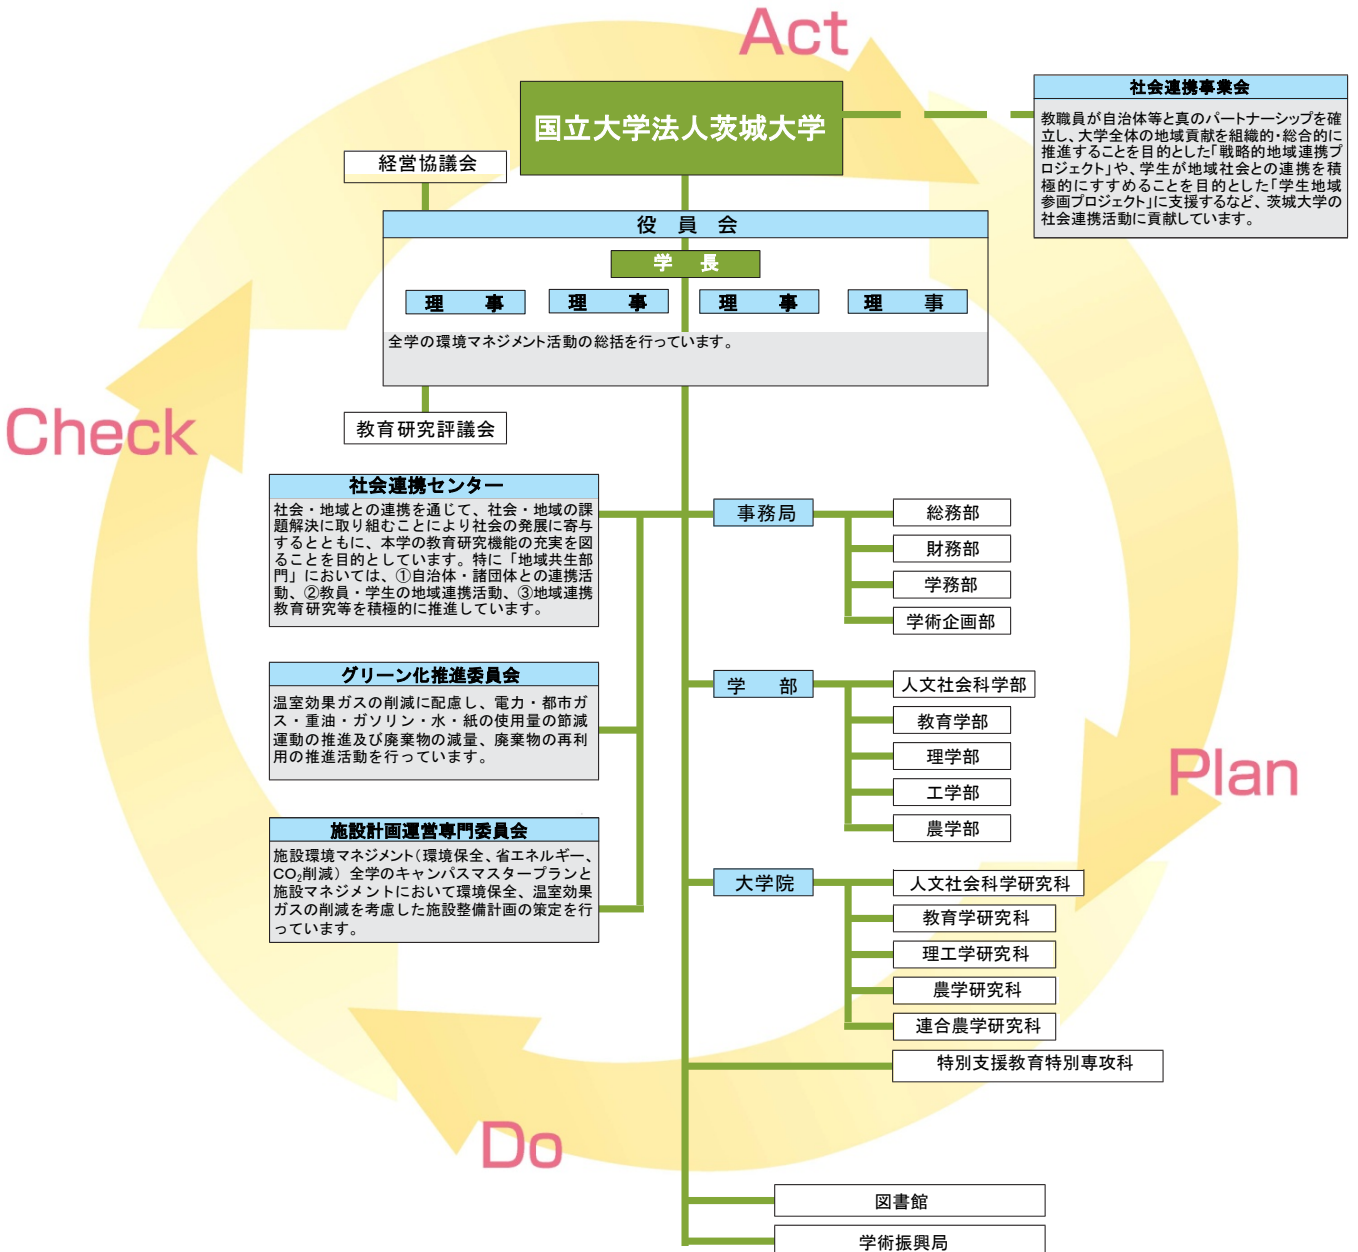 Act
国立大学法人茨城大学
社会連携事業会
教職員が自治体等と真のパートナーシップを確
立し、大学全体の地域貢献を組織的・総合的に
推進することを目的とした「戦略的地域連携プ
ロジェクト」や、学生が地域社会との連携を積
極的にすすめることを目的とした「学生地域
参画プロジェクト」に支援するなど、茨城大学の
社会連携活動に貢献しています。
経営協議会
役 員 会
学 長
理 事
理 事
理 事
理 事
全学の環境マネジメント活動の総括を行っています。
Check
教育研究評議会
社会連携センター
社会・地域との連携を通じて、社会・地域の課
題解決に取り組むことにより社会の発展に寄与
するとともに、本学の教育研究機能の充実を図
ることを目的としています。特に「地域共生部
門」においては、①自治体・諸団体との連携活
動、②教員・学生の地域連携活動、③地域連携
教育研究等を積極的に推進しています。
事務局
総務部
財務部
学務部
学術企画部
グリーン化推進委員会
温室効果ガスの削減に配慮し、電力・都市ガ
ス・重油・ガソリン・水・紙の使用量の節減
運動の推進及び廃棄物の減量、廃棄物の再利
用の推進活動を行っています。
学 部
人文社会科学部
教育学部
理学部
工学部
農学部
Plan
施設計画運営専門委員会
施設環境マネジメント（環境保全、省エネルギー、
CO₂削減）全学のキャンパスマスタープランと
施設マネジメントにおいて環境保全、温室効果
ガスの削減を考慮した施設整備計画の策定を行
っています。
大学院
人文社会科学研究科
教育学研究科
理工学研究科
農学研究科
連合農学研究科
特別支援教育特別専攻科
Do
図書館
学術振興局